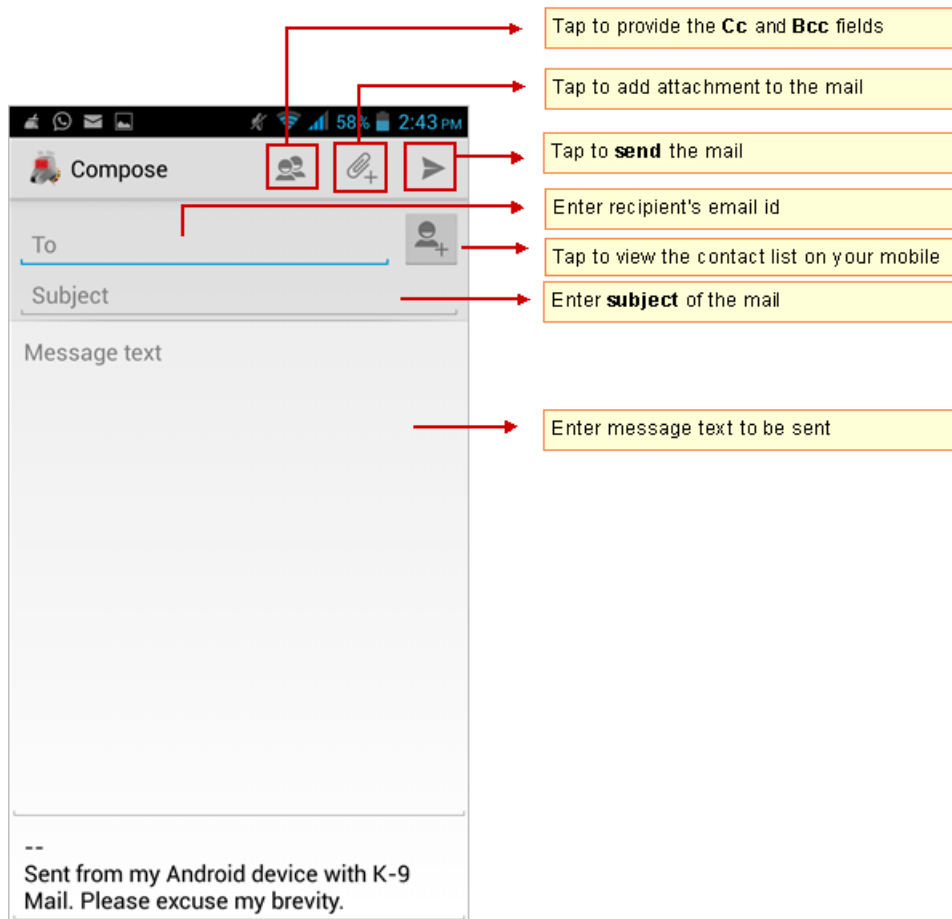 Tap to provide the Cc and Bcc fields
Tap to add attachment to the mail
58% 2:43 PM
Compose
Tap to send the mail
Enter recipient's email id
To
Tap to view the contact list on your mobile
Subject
Enter subject of the mail
Message text
Enter message text to be sent
--
Sent from my Android device with K-9
Mail. Please excuse my brevity.